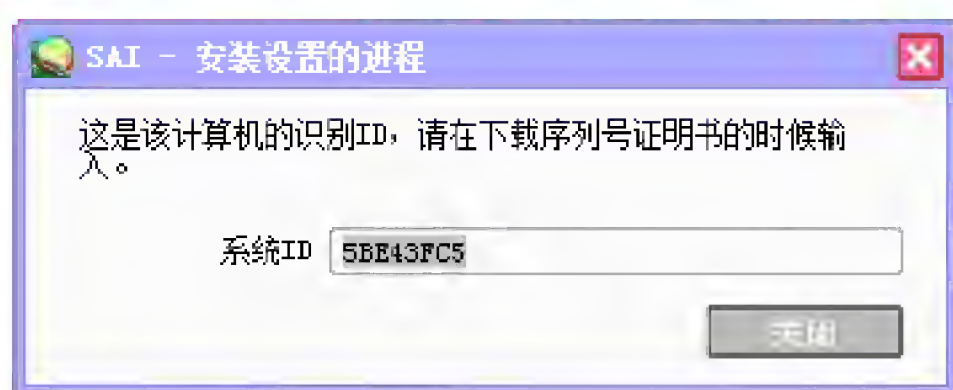 SAI - 安装设置的进程
这是该计算机的识别ID，请在下载序列号证明书的时候输
入。
系统ID 5BE43FC5
关闭